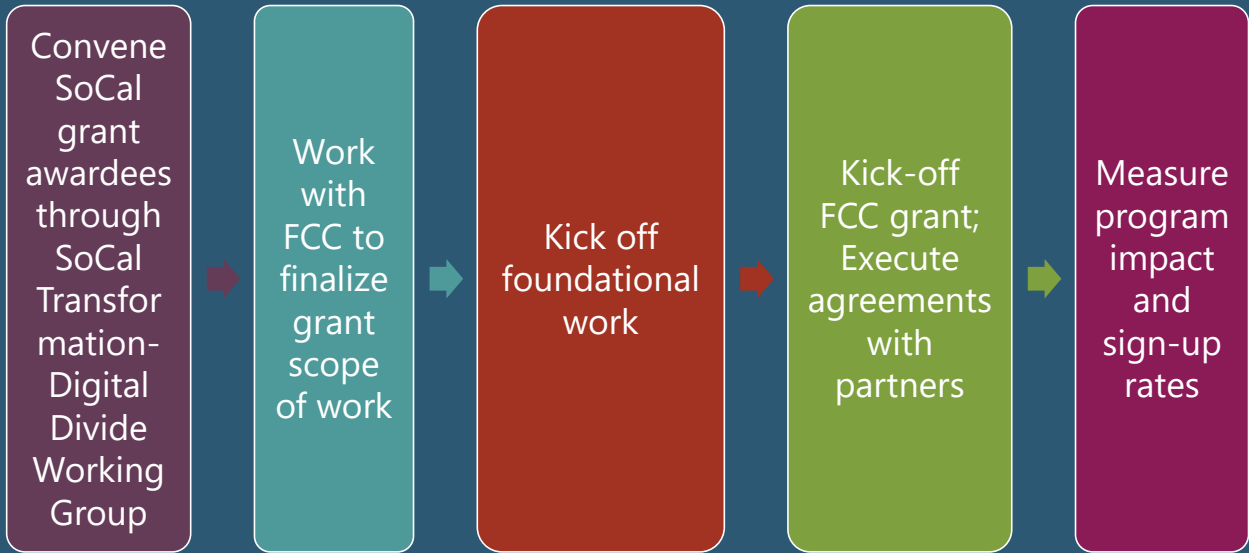 Convene
SoCal
grant
awardees
through
SoCal
Transfor
mation-
Digital
Divide
Working
Group
Work
with
FCC to
finalize
grant
scope
of work
Kick off
foundational
work
Kick-off
FCC grant;
Execute
agreements
with
partners
Measure
program
impact
and
sign-up
rates